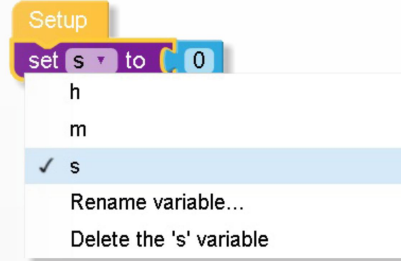 Setup
set s to 0
h
m
✓ s
Rename variable...
Delete the 's' variable